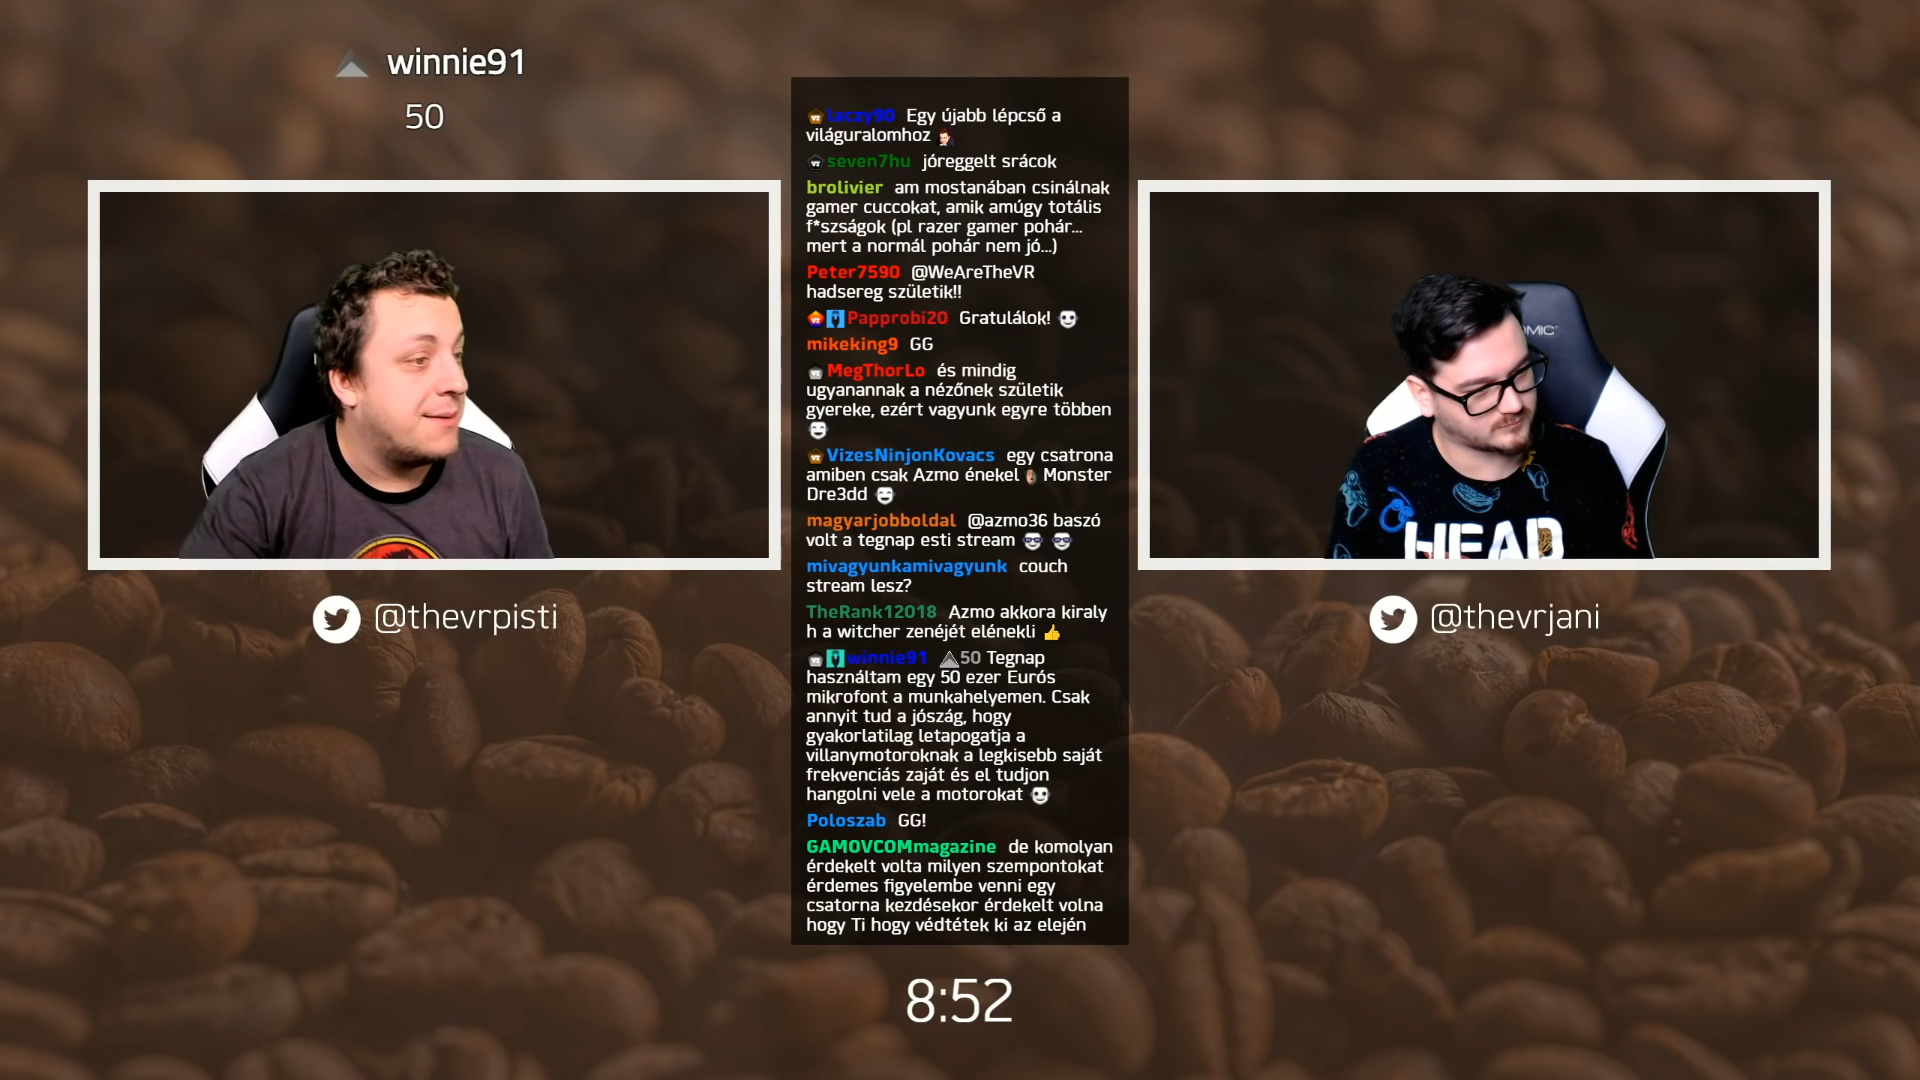 winnie91
50
laczy90 Egy újabb lépcső a
világuralomhoz
seven7hu jóreggelt srácok
brolivier am mostanában csinálnak
gamer cuccokat, amik amúgy totális
f*szságok (pl razer gamer pohár...
mert a normál pohár nem jó...)
Peter7590 @WeAreTheVR
hadsereg születik!!
Papprobi20 Gratulálok!
mikeking9 GG
MegThorLo és mindig
ugyanannak a nézőnek születik
gyereke, ezért vagyunk egyre többen
VizesNinjonKovacs egy csatrona
amiben csak Azmo énekel Monster
Dre3dd
magyarjobboldal @azmo36 baszó
volt a tegnap esti stream
mivagyunkamivagyunk couch
stream lesz?
TheRank12018 Azmo akkora kiraly
h a witcher zenéjét elénekli
winnie91 50 Tegnap
használtam egy 50 ezer Eurós
mikrofont a munkahelyemen. Csak
annyit tud a jószág, hogy
gyakorlatilag letapogatja a
villanymotoroknak a legkisebb saját
frekvenciás zaját és el tudjon
hangolni vele a motorokat
Poloszab GG!
GAMOVCOMmagazine de komolyan
érdekelt volta milyen szempontokat
érdemes figyelembe venni egy
csatorna kezdésekor érdekelt volna
hogy Ti hogy védtétek ki az elején
OMIC
HEAD
@thevrpisti
@thevrjani
8:52